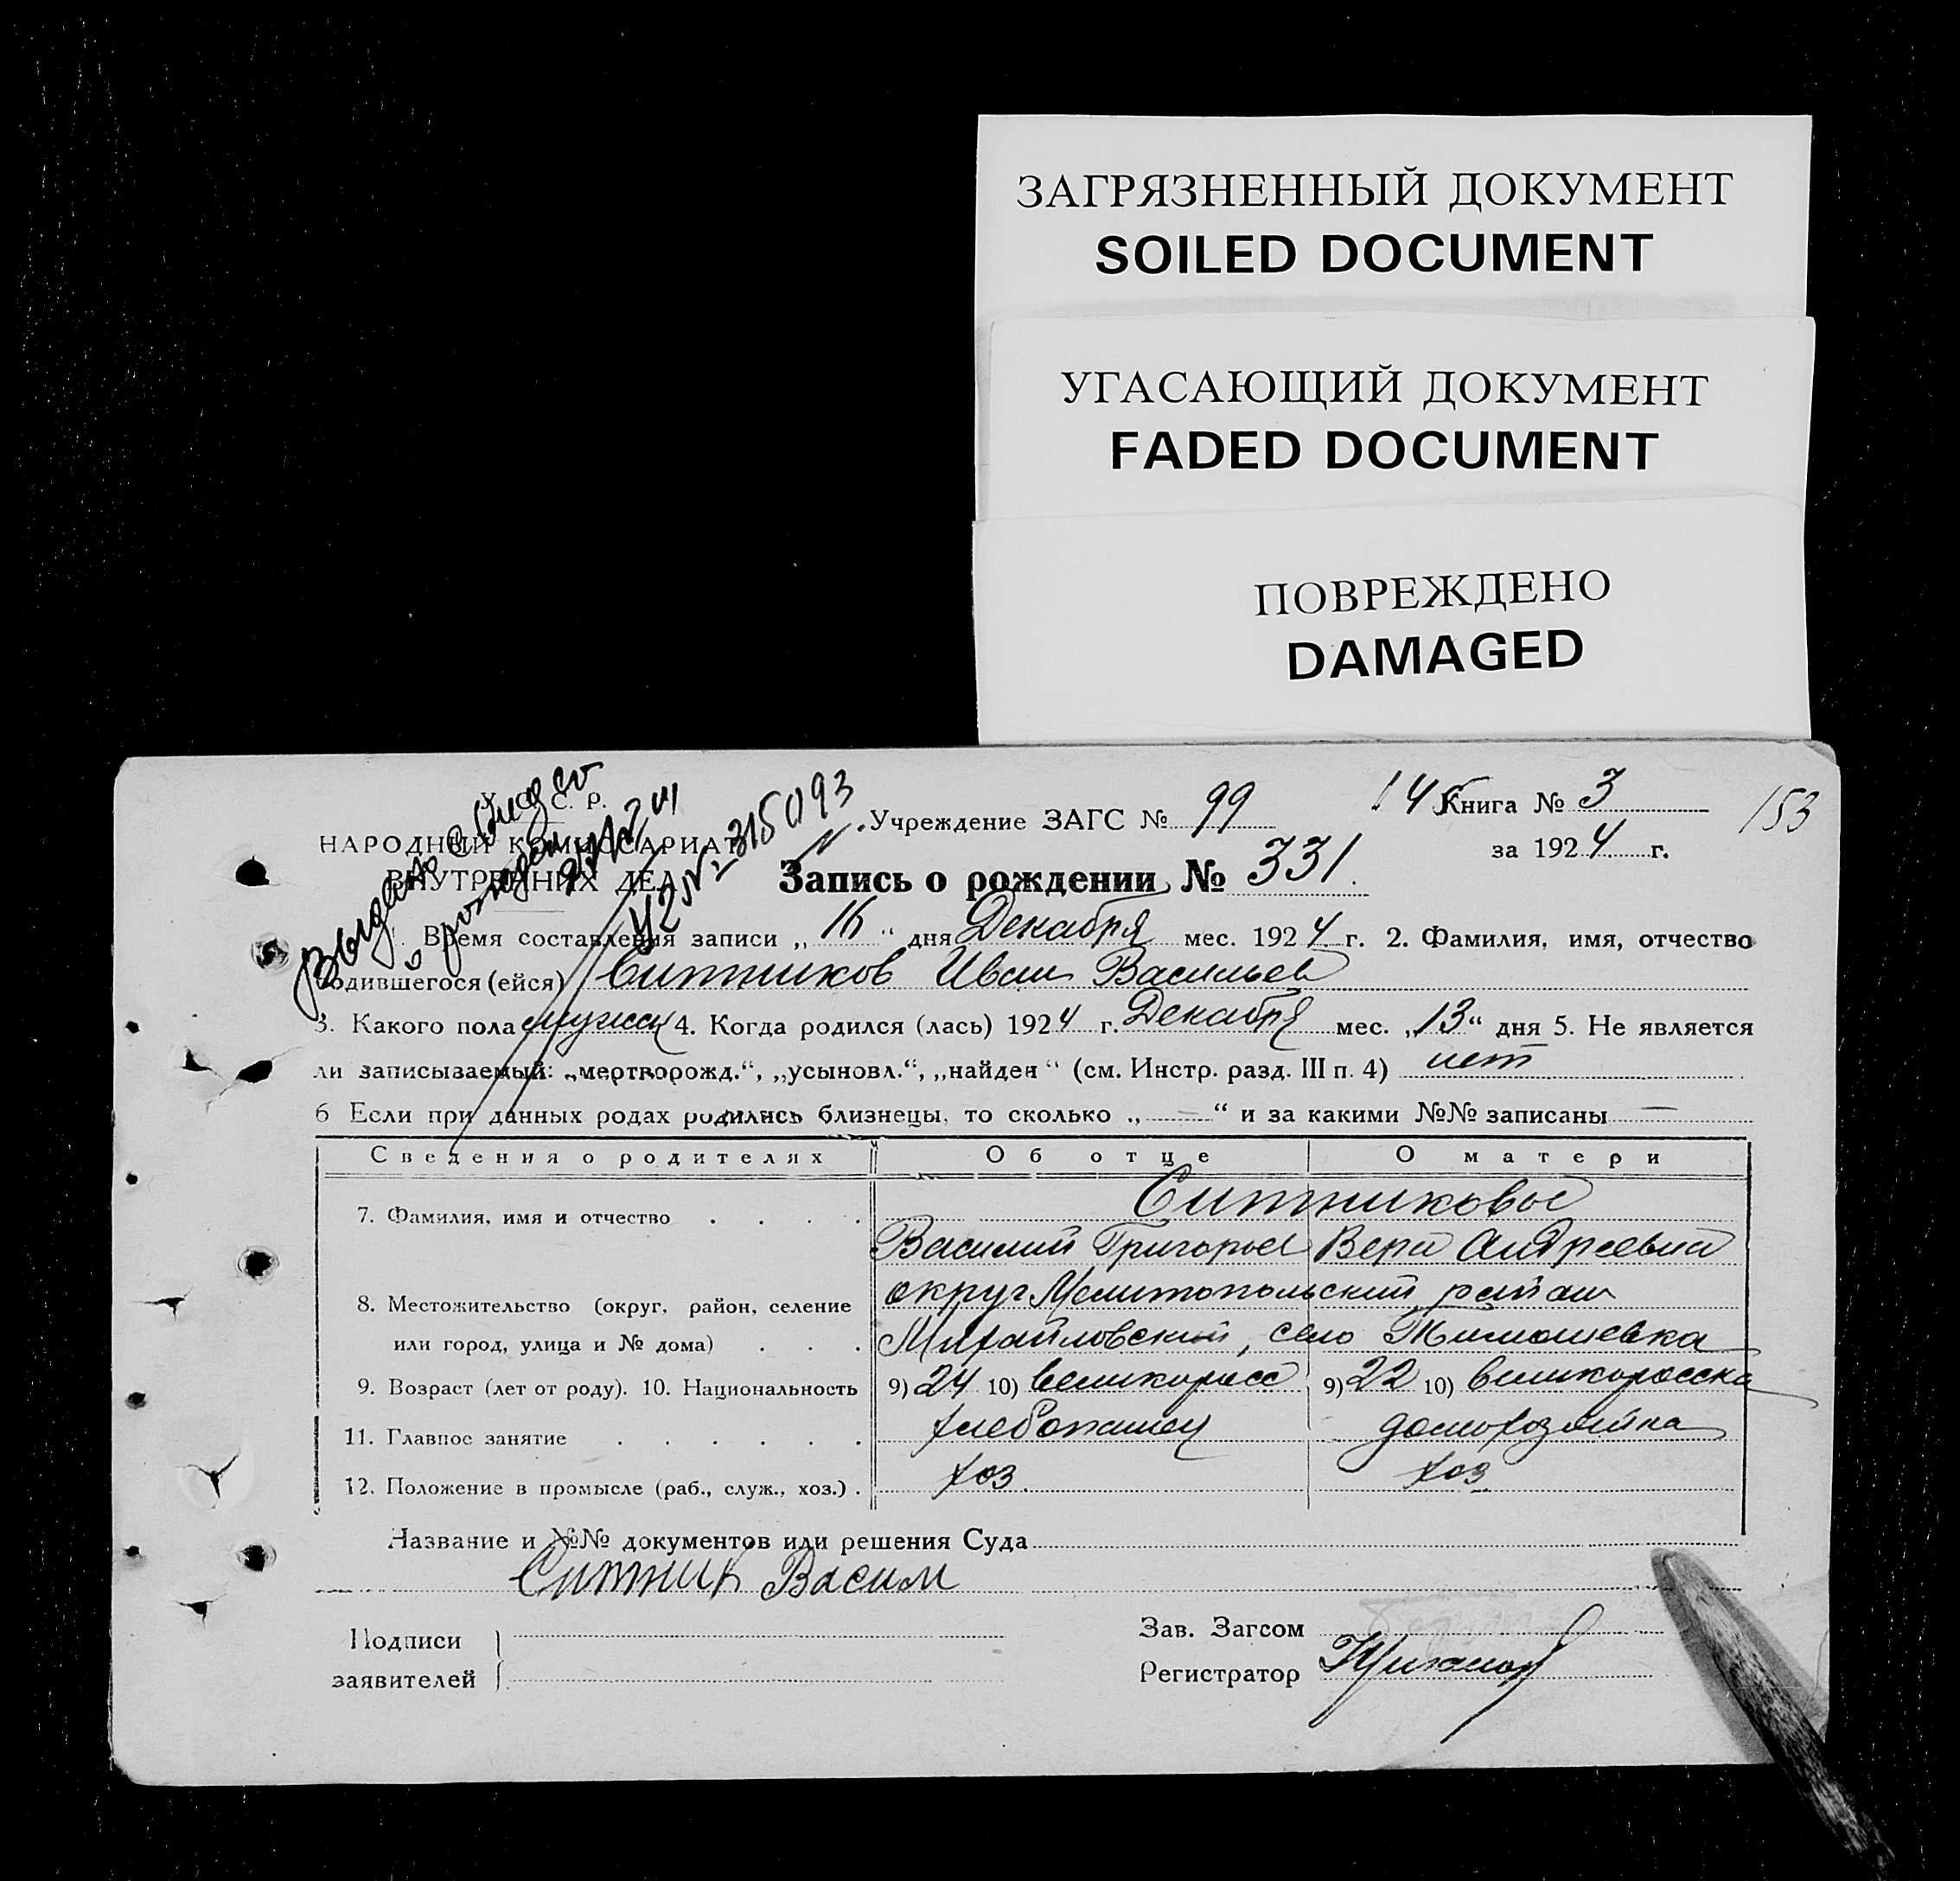 ЗАГРЯЗНЕННЫЙ ДОКУМЕНТ
SOILED DOCUMENT
УГАСАЮЩИЙ ДОКУМЕНТ
FADED DOCUMENT
ПОВРЕЖДЕНО
DAMAGED
У. С. С. Р.
НАРОДНЫЙ КОМИССАРИАТ
ВНУТРЕННИХ ДЕЛ
Учреждение ЗАГС № 99
145 Книга № 3
153
за 1924 г.
Запись о рождении № 331.
Выдано свидео
о рожден
У2 № 315093
Время составления записи „ 16 “ дня Декабря мес. 1924 г. 2. Фамилия, имя, отчество
родившегося (ейся) Ситников Иван Васильев
3. Какого пола мужск 4. Когда родился (лась) 1924 г. Декабря мес. „13“ дня 5. Не является
ли записываемый: „мертворожд.“, „усыновл.“, „найден“ (см. Инстр. разд. III п. 4) нет
6 Если при данных родах родились близнецы, то сколько „ — “ и за какими №№ записаны —
Сведения о родителях Об отце О матери
7. Фамилия, имя и отчество . . . . Ситниковы
Василий Григорьев Вера Андреевна
8. Местожительство (округ, район, селение округ Мелитопольский район
или город, улица и № дома) . . . Михайловский, село Тимошевка
9. Возраст (лет от роду). 10. Национальность 9) 24 10) великоросс 9) 22 10) великоросска
11. Главное занятие . . . . . . хлебопашец домохозяйка
12. Положение в промысле (раб., служ., хоз.) . хоз. хоз.
Название и №№ документов или решения Суда
Ситник Васил
Подписи
заявителей
Зав. Загсом
Регистратор